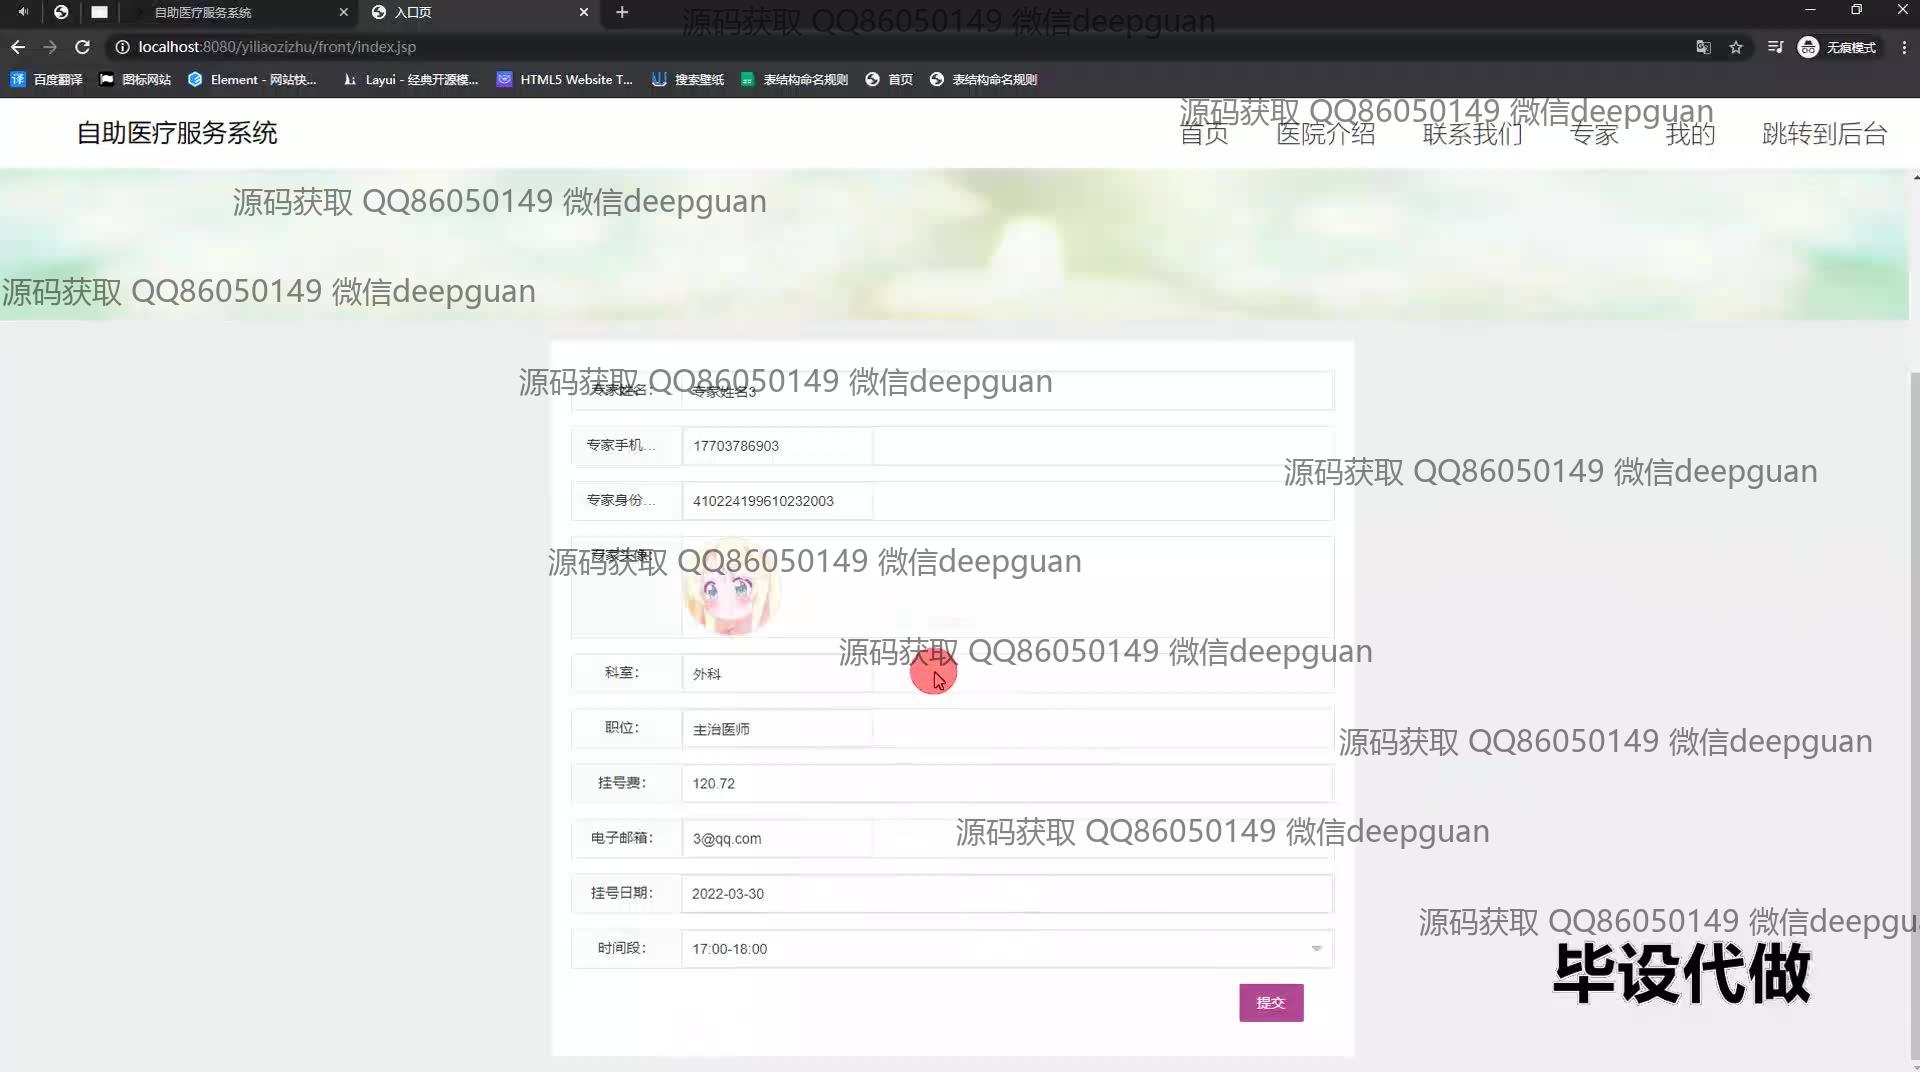 自助医疗服务系统
入口页
源码获取 QQ86050149 微信deepguan
localhost:8080/yiliaozizhu/front/index.jsp
无痕模式
百度翻译
图标网站
Element - 网站快...
Layui - 经典开源模...
HTML5 Website T...
搜索壁纸
表结构命名规则
首页
表结构命名规则
源码获取 QQ86050149 微信deepguan
自助医疗服务系统
首页
医院介绍
联系我们
专家
我的
跳转到后台
源码获取 QQ86050149 微信deepguan
源码获取 QQ86050149 微信deepguan
源码获取 QQ86050149 微信deepguan
专家姓名: 专家姓名3
专家手机... 17703786903
源码获取 QQ86050149 微信deepguan
专家身份... 410224199610232003
源码获取 QQ86050149 微信deepguan
专家头像:
源码获取 QQ86050149 微信deepguan
科室: 外科
职位: 主治医师
源码获取 QQ86050149 微信deepguan
挂号费: 120.72
电子邮箱: 3@qq.com
源码获取 QQ86050149 微信deepguan
挂号日期: 2022-03-30
源码获取 QQ86050149 微信deepgu
时间段: 17:00-18:00
毕设代做
提交